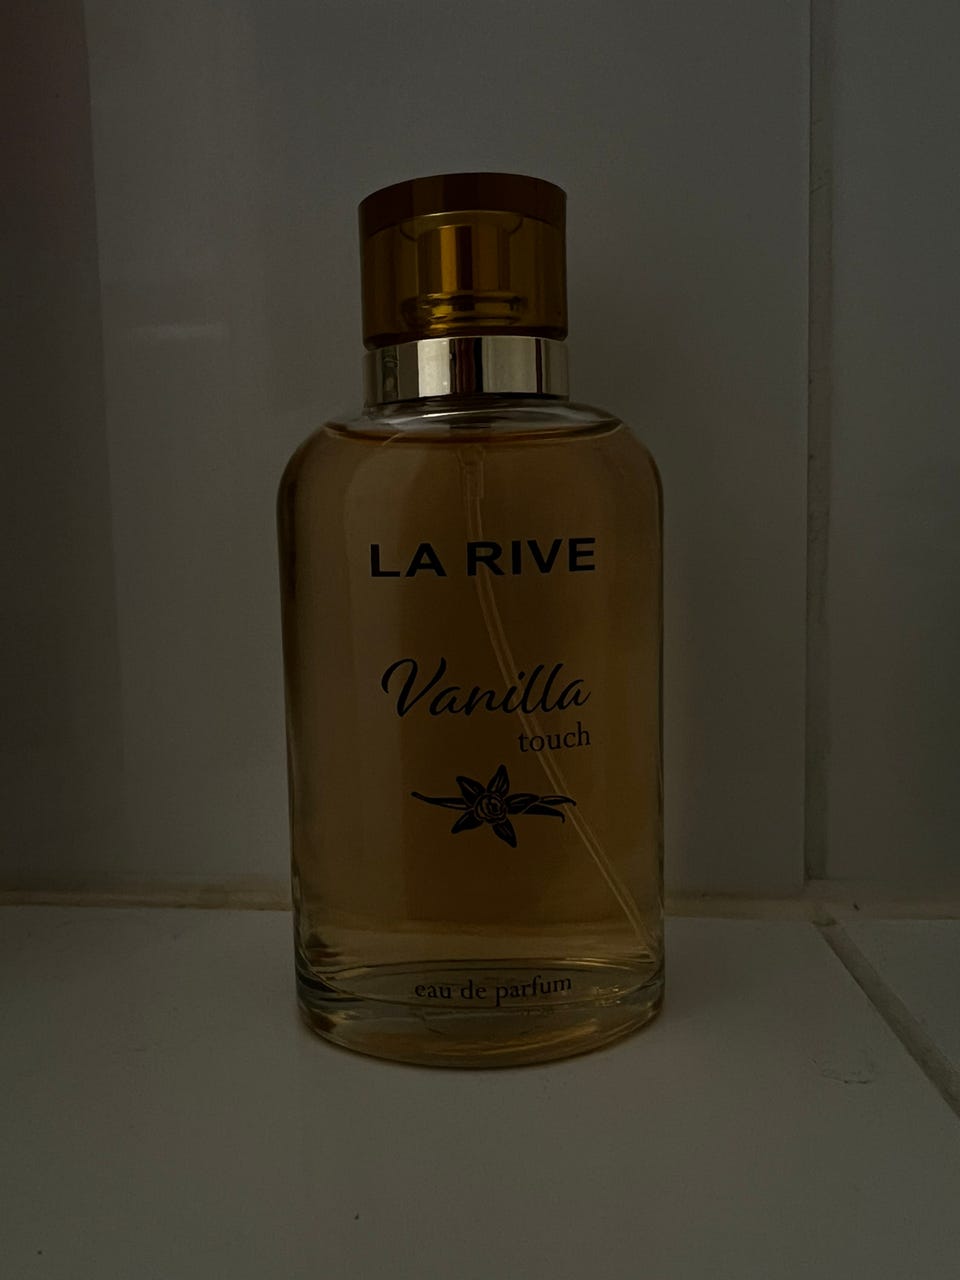 LA RIVE
Vanilla
touch
eau de parfum